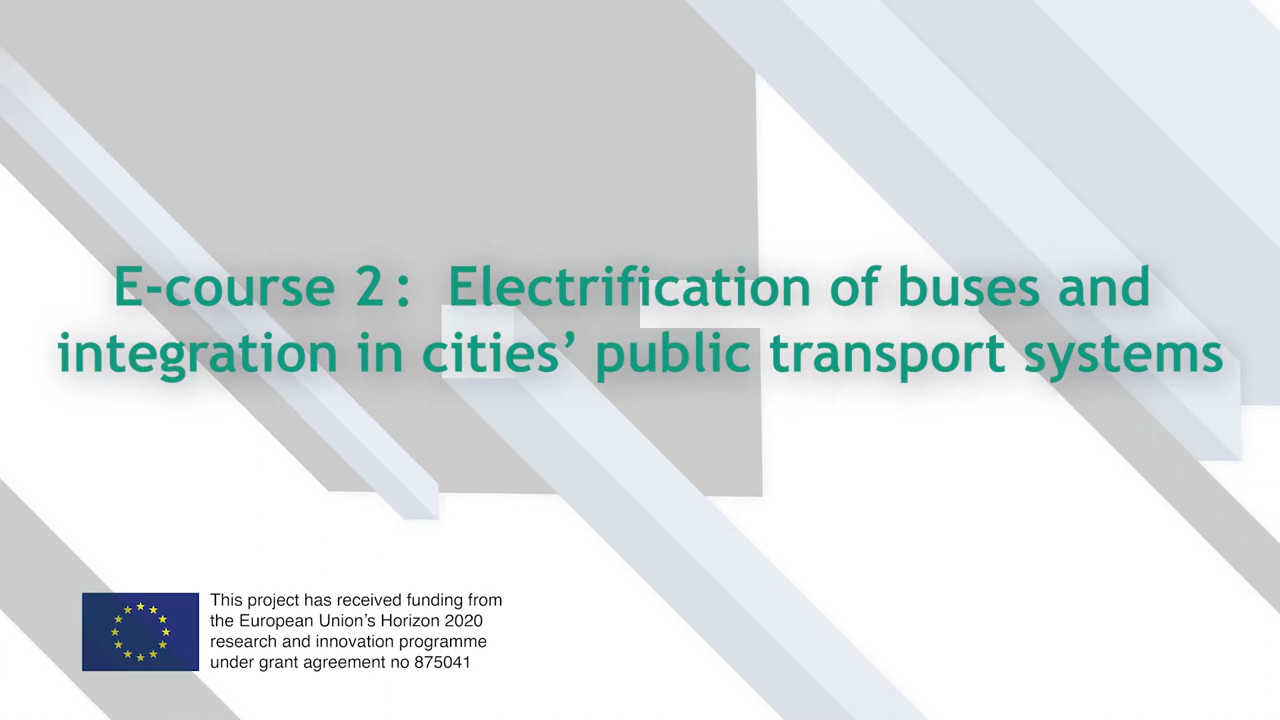 E-course 2 : Electrification of buses and
integration in cities’ public transport systems
This project has received funding from
the European Union’s Horizon 2020
research and innovation programme
under grant agreement no 875041